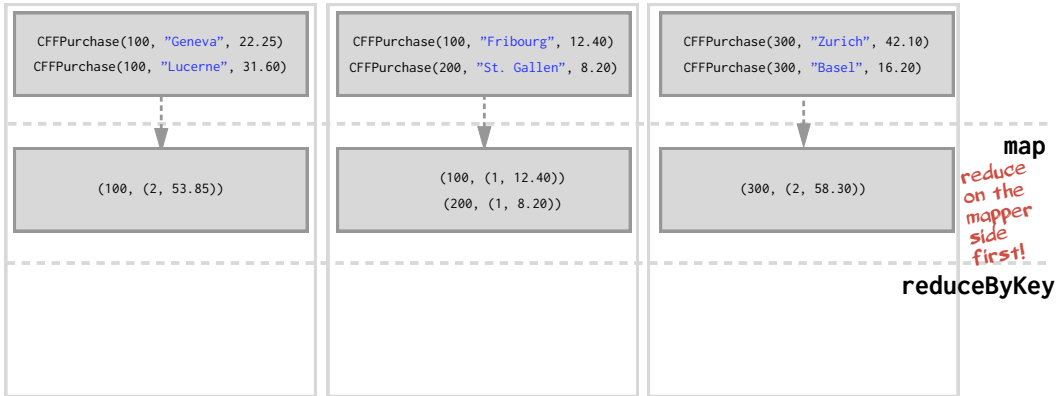 CFFPurchase(100, ”Geneva”, 22.25)
CFFPurchase(100, ”Lucerne”, 31.60)
CFFPurchase(100, ”Fribourg”, 12.40)
CFFPurchase(200, ”St. Gallen”, 8.20)
CFFPurchase(300, ”Zurich”, 42.10)
CFFPurchase(300, ”Basel”, 16.20)
map
(100, (2, 53.85))
(100, (1, 12.40))
(200, (1, 8.20))
(300, (2, 58.30))
reduce
on the
mapper
side
first!
reduceByKey